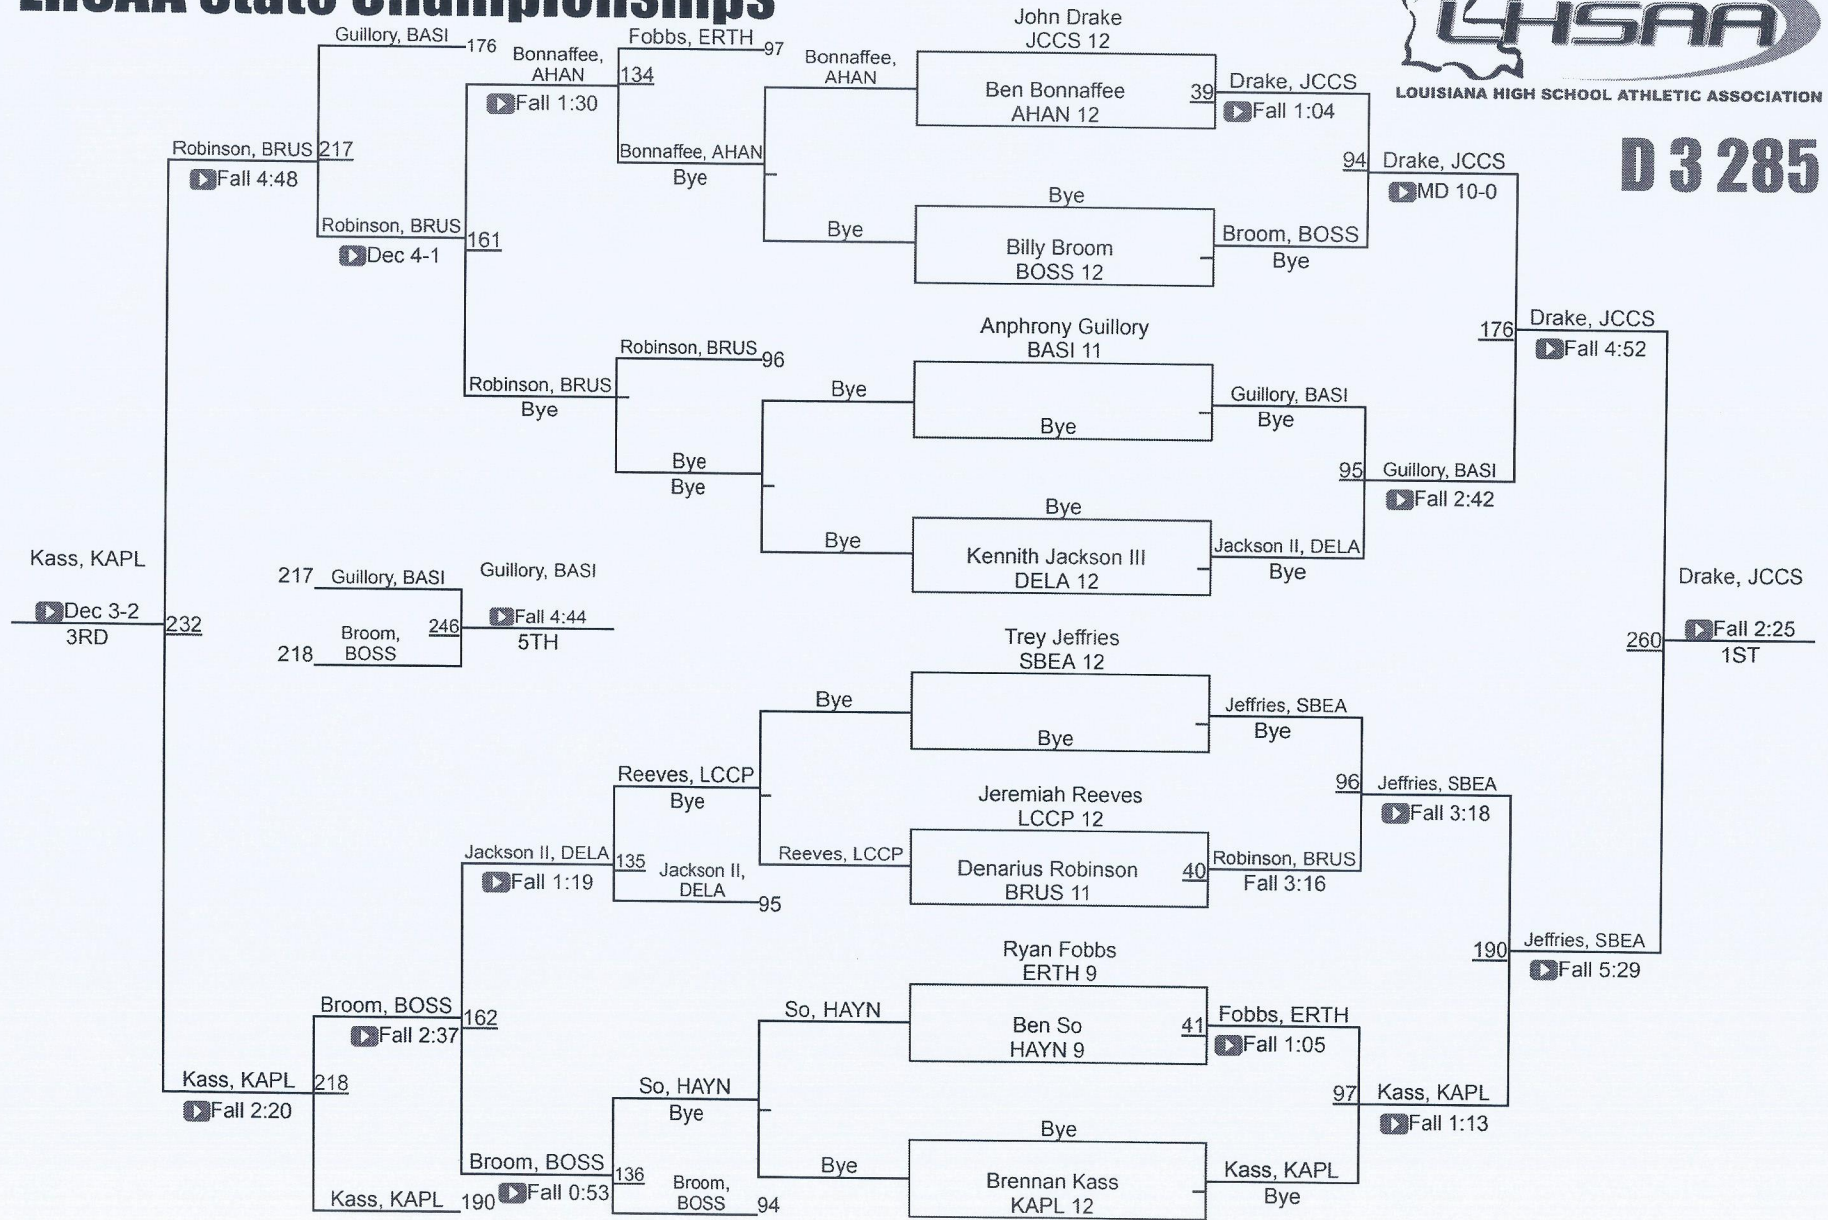 LHSAA State Championships
LHSAA
LOUISIANA HIGH SCHOOL ATHLETIC ASSOCIATION
D 3 285
Guillory, BASI
176
Robinson, BRUS
217
Fall 4:48
Robinson, BRUS
Dec 4-1
161
Bonnaffee,
AHAN
Fall 1:30
Fobbs, ERTH
97
134
Bonnaffee, AHAN
Bye
Robinson, BRUS
96
Robinson, BRUS
Bye
Bye
Bye
Bonnaffee,
AHAN
Bye
Bye
Bye
Kass, KAPL
Dec 3-2
3RD
232
217
Guillory, BASI
218
Broom,
BOSS
246
Guillory, BASI
Fall 4:44
5TH
Jackson II, DELA
Fall 1:19
135
Reeves, LCCP
Bye
Jackson II,
DELA
95
Bye
Reeves, LCCP
Broom, BOSS
Fall 2:37
162
Kass, KAPL
Fall 2:20
218
Kass, KAPL
190
Broom, BOSS
Fall 0:53
136
So, HAYN
Bye
Broom,
BOSS
94
So, HAYN
Bye
John Drake
JCCS 12
Ben Bonnaffee
AHAN 12
39
Drake, JCCS
Fall 1:04
Bye
Billy Broom
BOSS 12
Broom, BOSS
Bye
94
Drake, JCCS
MD 10-0
Anphrony Guillory
BASI 11
Bye
Guillory, BASI
Bye
Bye
Kennith Jackson III
DELA 12
Jackson II, DELA
Bye
95
Guillory, BASI
Fall 2:42
176
Drake, JCCS
Fall 4:52
Trey Jeffries
SBEA 12
Bye
Jeffries, SBEA
Bye
Jeremiah Reeves
LCCP 12
Denarius Robinson
BRUS 11
40
Robinson, BRUS
Fall 3:16
96
Jeffries, SBEA
Fall 3:18
Ryan Fobbs
ERTH 9
Ben So
HAYN 9
41
Fobbs, ERTH
Fall 1:05
Bye
Brennan Kass
KAPL 12
Kass, KAPL
Bye
97
Kass, KAPL
Fall 1:13
190
Jeffries, SBEA
Fall 5:29
260
Drake, JCCS
Fall 2:25
1ST